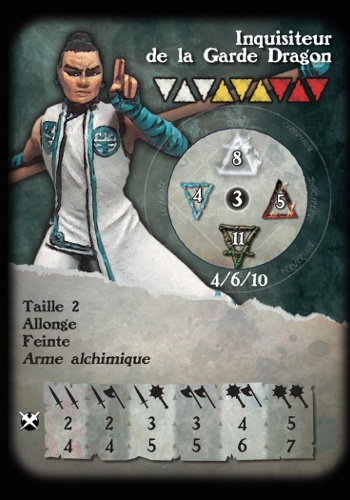 Inquisiteur
de la Garde Dragon
8
4
3
5
11
4/6/10
Taille 2
Allonge
Feinte
Arme alchimique
2 2 3 3 4 5
4 4 5 5 6 7